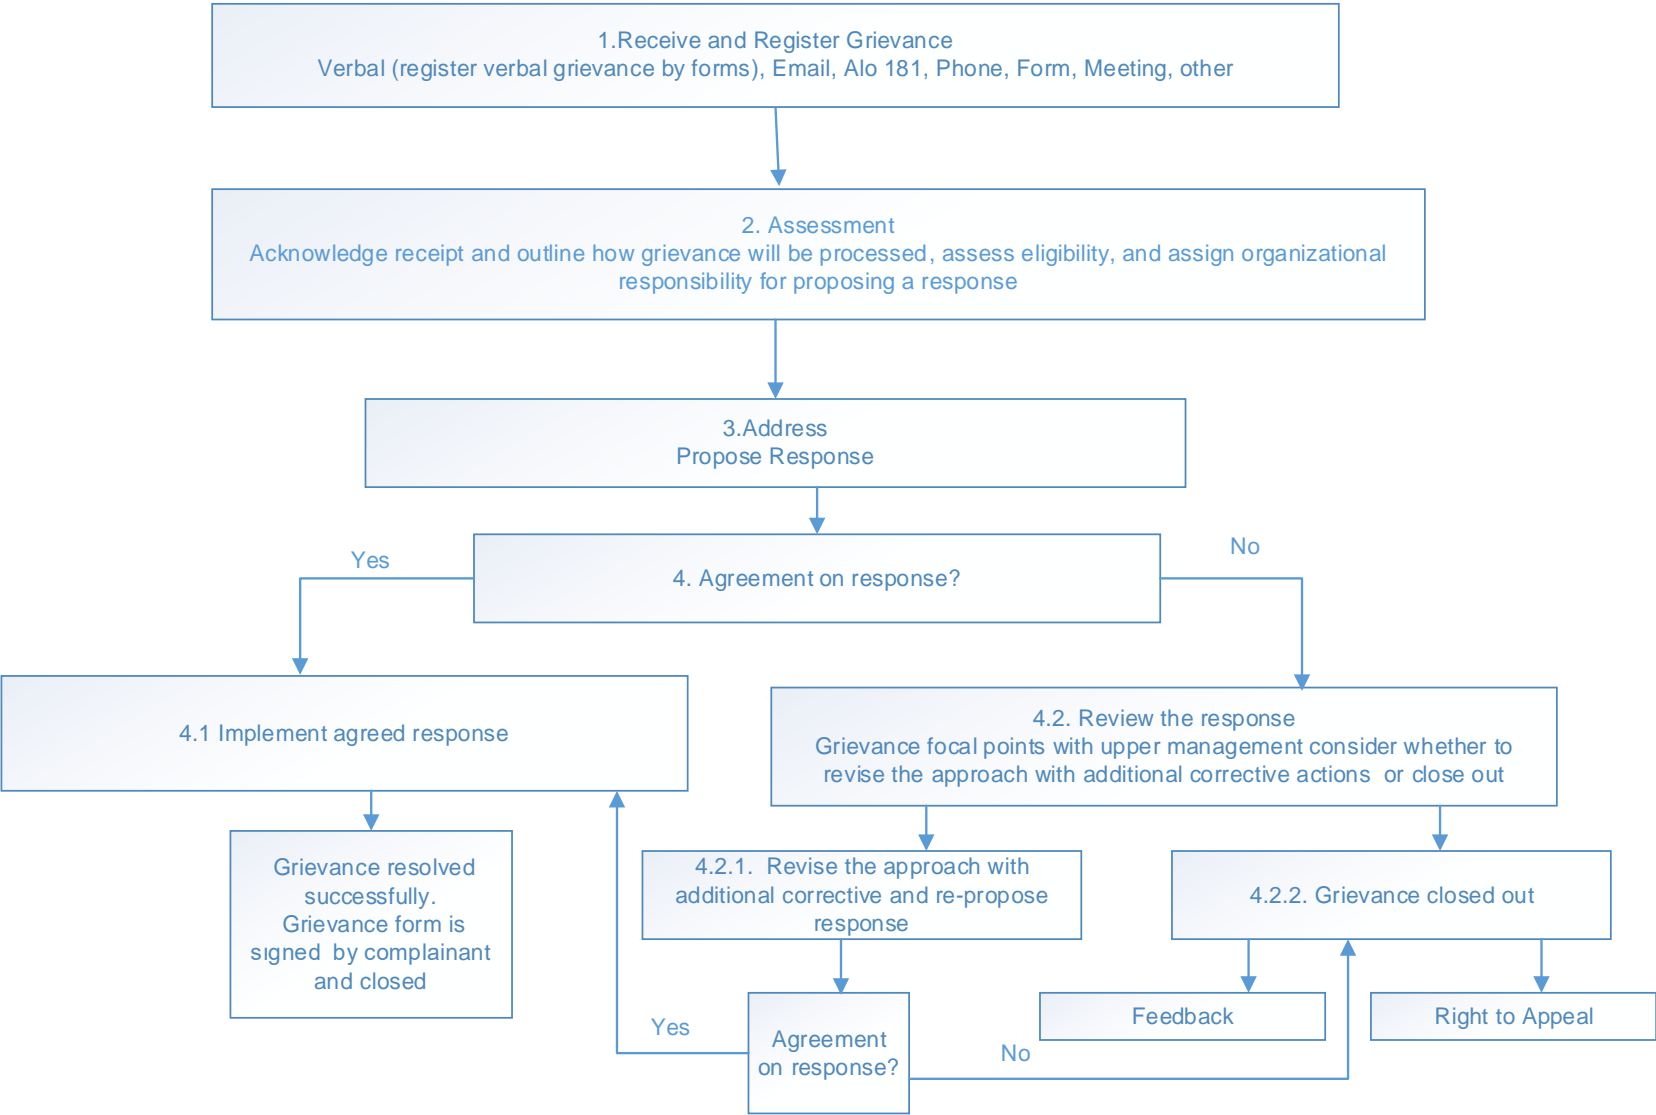 1.Receive and Register Grievance
Verbal (register verbal grievance by forms), Email, Alo 181, Phone, Form, Meeting, other
2. Assessment
Acknowledge receipt and outline how grievance will be processed, assess eligibility, and assign organizational
responsibility for proposing a response
3.Address
Propose Response
Yes
No
4. Agreement on response?
4.1 Implement agreed response
4.2. Review the response
Grievance focal points with upper management consider whether to
revise the approach with additional corrective actions or close out
Grievance resolved
successfully.
Grievance form is
signed by complainant
and closed
4.2.1. Revise the approach with
additional corrective and re-propose
response
4.2.2. Grievance closed out
Yes
Agreement
on response?
No
Feedback
Right to Appeal